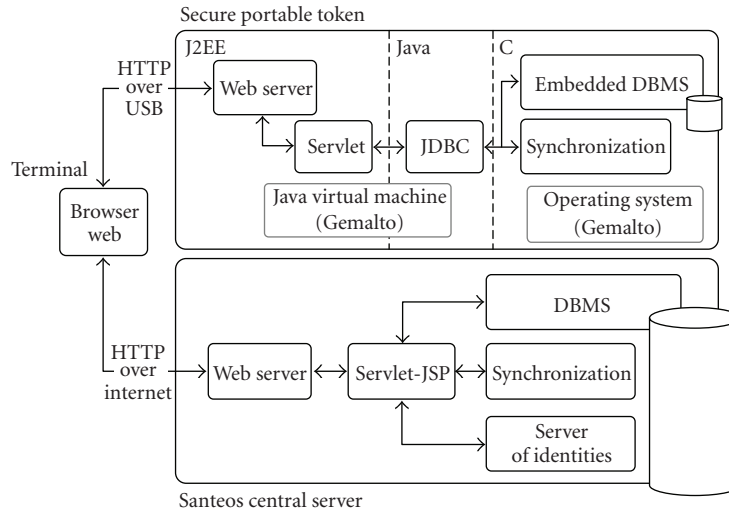 Secure portable token
J2EE
Java
C
HTTP
over
USB
Web server
Embedded DBMS
Servlet
JDBC
Synchronization
Terminal
Java virtual machine
(Gemalto)
Operating system
(Gemalto)
Browser
web
DBMS
HTTP
over
internet
Web server
Servlet-JSP
Synchronization
Server
of identities
Santeos central server